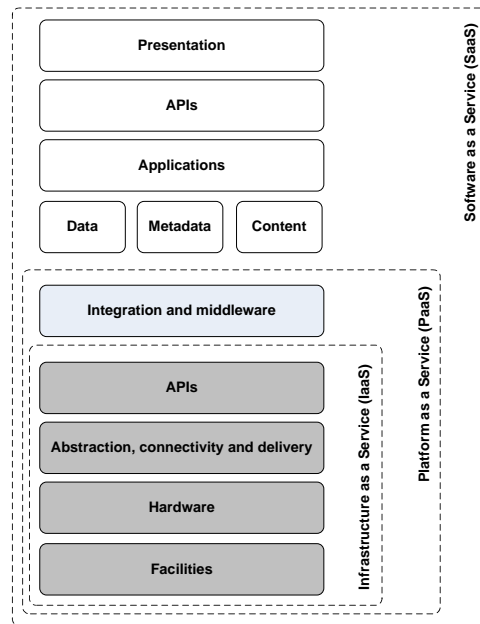 Presentation
APIs
Applications
Data
Metadata
Content
Integration and middleware
APIs
Abstraction, connectivity and delivery
Hardware
Facilities
Infrastructure as a Service (IaaS)
Platform as a Service (PaaS)
Software as a Service (SaaS)